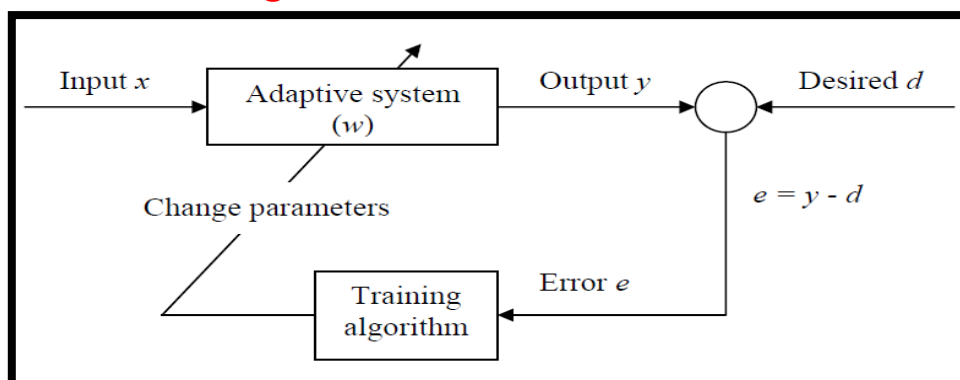 Input x
Adaptive system
(w)
Output y
Desired d
e = y - d
Change parameters
Error e
Training
algorithm